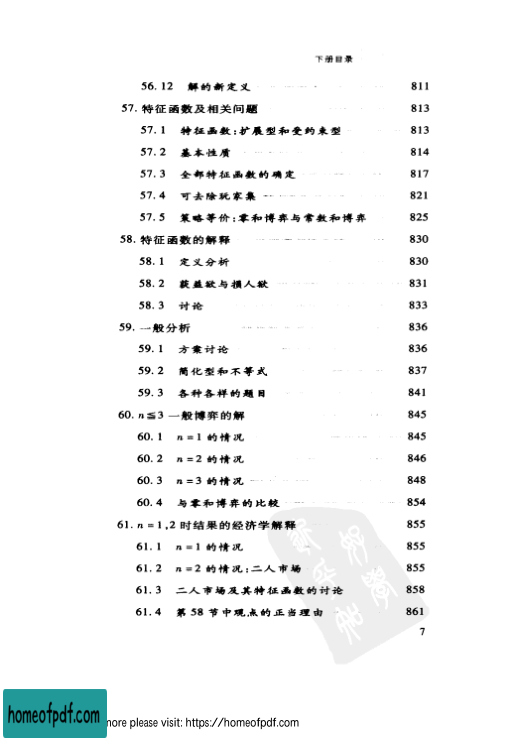 下册目录
56.12 解的新定义 811
57. 特征函数及相关问题 813
57.1 特征函数:扩展型和受约束型 813
57.2 基本性质 814
57.3 全部特征函数的确定 817
57.4 可去除玩家集 821
57.5 策略等价:零和博弈与常数和博弈 825
58. 特征函数的解释 830
58.1 定义分析 830
58.2 获益欲与损人欲 831
58.3 讨论 833
59. 一般分析 836
59.1 方案讨论 836
59.2 简化型和不等式 837
59.3 各种各样的题目 841
60. n≦3 一般博弈的解 845
60.1 n=1 的情况 845
60.2 n=2 的情况 846
60.3 n=3 的情况 848
60.4 与零和博弈的比较 854
61. n=1,2 时结果的经济学解释 855
61.1 n=1 的情况 855
61.2 n=2 的情况:二人市场 855
61.3 二人市场及其特征函数的讨论 858
61.4 第 58 节中观点的正当理由 861
7
homeofpdf.com more please visit: https://homeofpdf.com